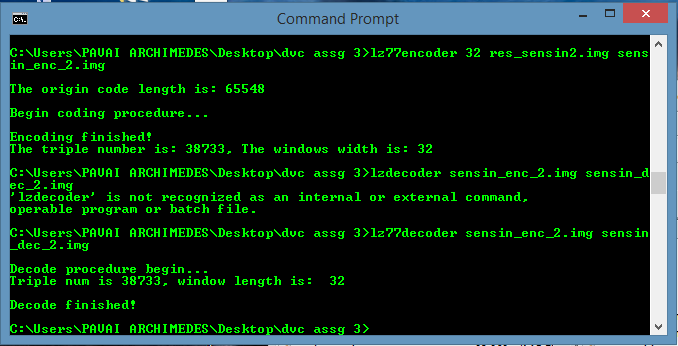 Command Prompt
C:\Users\PAVAI ARCHIMEDES\Desktop\dvc assg 3>lz77encoder 32 res_sensin2.img sens
in_enc_2.img
The origin code length is: 65548
Begin coding procedure...
Encoding finished!
The triple number is: 38733, The windows width is: 32
C:\Users\PAVAI ARCHIMEDES\Desktop\dvc assg 3>lzdecoder sensin_enc_2.img sensin_d
ec_2.img
'lzdecoder' is not recognized as an internal or external command,
operable program or batch file.
C:\Users\PAVAI ARCHIMEDES\Desktop\dvc assg 3>lz77decoder sensin_enc_2.img sensin
_dec_2.img
Decode procedure begin...
Triple num is 38733, window length is:  32
Decode finished!
C:\Users\PAVAI ARCHIMEDES\Desktop\dvc assg 3>